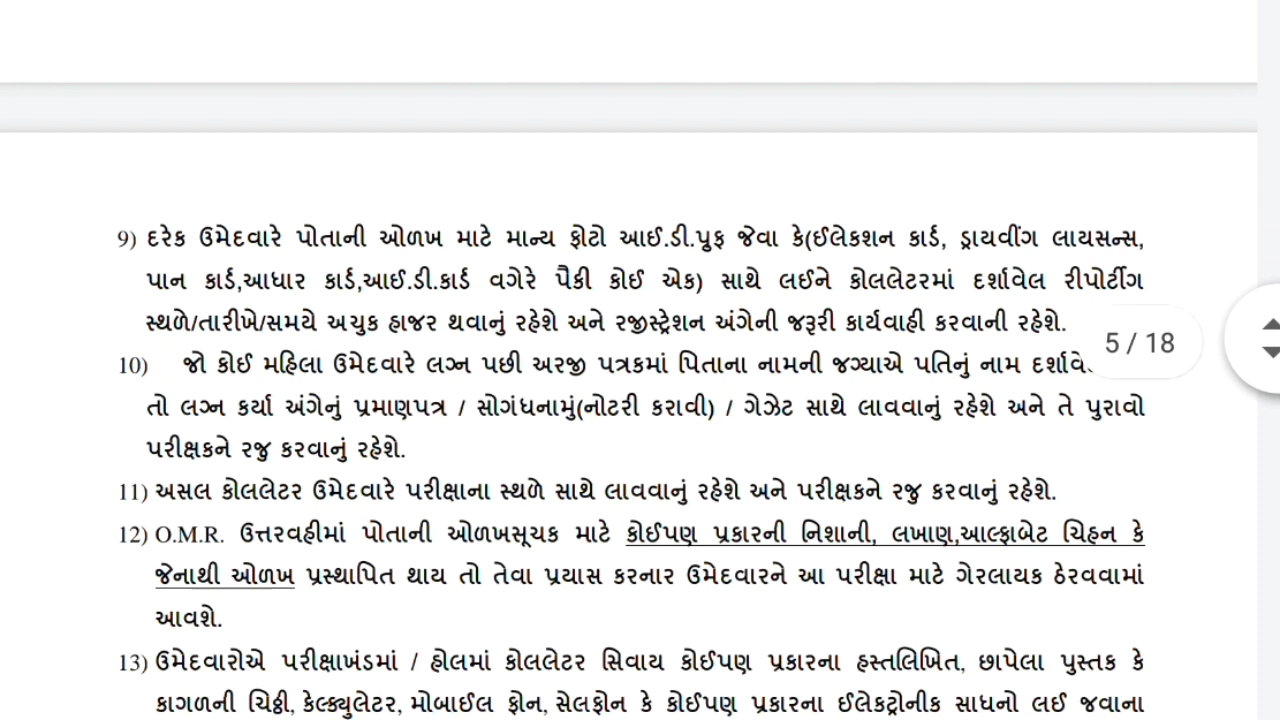 9) દરેક ઉમેદવારે પોતાની ઓળખ માટે માન્ય ફોટો આઈ.ડી.પુફ જેવા કે(ઈલેકશન કાર્ડ, ડ્રાયવીંગ લાયસન્સ,
પાન કાર્ડ,આધાર કાર્ડ,આઈ.ડી.કાર્ડ વગેરે પૈકી કોઈ એક) સાથે લઈને કોલલેટરમાં દર્શાવેલ રીપોર્ટીગ
સ્થળે/તારીખે/સમયે અચુક હાજર થવાનું રહેશે અને રજીસ્ટ્રેશન અંગેની જરૂરી કાર્યવાહી કરવાની રહેશે.
5 / 18
10) જો કોઈ મહિલા ઉમેદવારે લગ્ન પછી અરજી પત્રકમાં પિતાના નામની જગ્યાએ પતિનું નામ
તો લગ્ન કર્યા અંગેનું પ્રમાણપત્ર / સોગંધનામું(નોટરી કરાવી) / ગેઝેટ સાથે લાવવાનું રહેશે અને તે પુરાવો
પરીક્ષકને રજુ કરવાનું રહેશે.
11) અસલ કોલલેટર ઉમેદવારે પરીક્ષાના સ્થળે સાથે લાવવાનું રહેશે અને પરીક્ષકને રજુ કરવાનું રહેશે.
12) O.M.R. ઉત્તરવહીમાં પોતાની ઓળખસૂચક માટે કોઈપણ પ્રકારની નિશાની, લખાણ,આલ્ફાબેટ ચિહન કે
જેનાથી ઓળખ પ્રસ્થાપિત થાય તો તેવા પ્રયાસ કરનાર ઉમેદવારને આ પરીક્ષા માટે ગેરલાયક ઠેરવવામાં
આવશે.
13) ઉમેદવારોએ પરીક્ષાખંડમાં / હોલમાં કોલલેટર સિવાય કોઈપણ પ્રકારના હસ્તલિખિત, છાપેલા પુસ્તક કે
કાગળની ચિઠ્ઠી, કેલ્ક્યુલેટર, મોબાઈલ ફોન, સેલફોન કે કોઈપણ પ્રકારના ઈલેકટ્રોનીક સાધનો લઈ જવાના